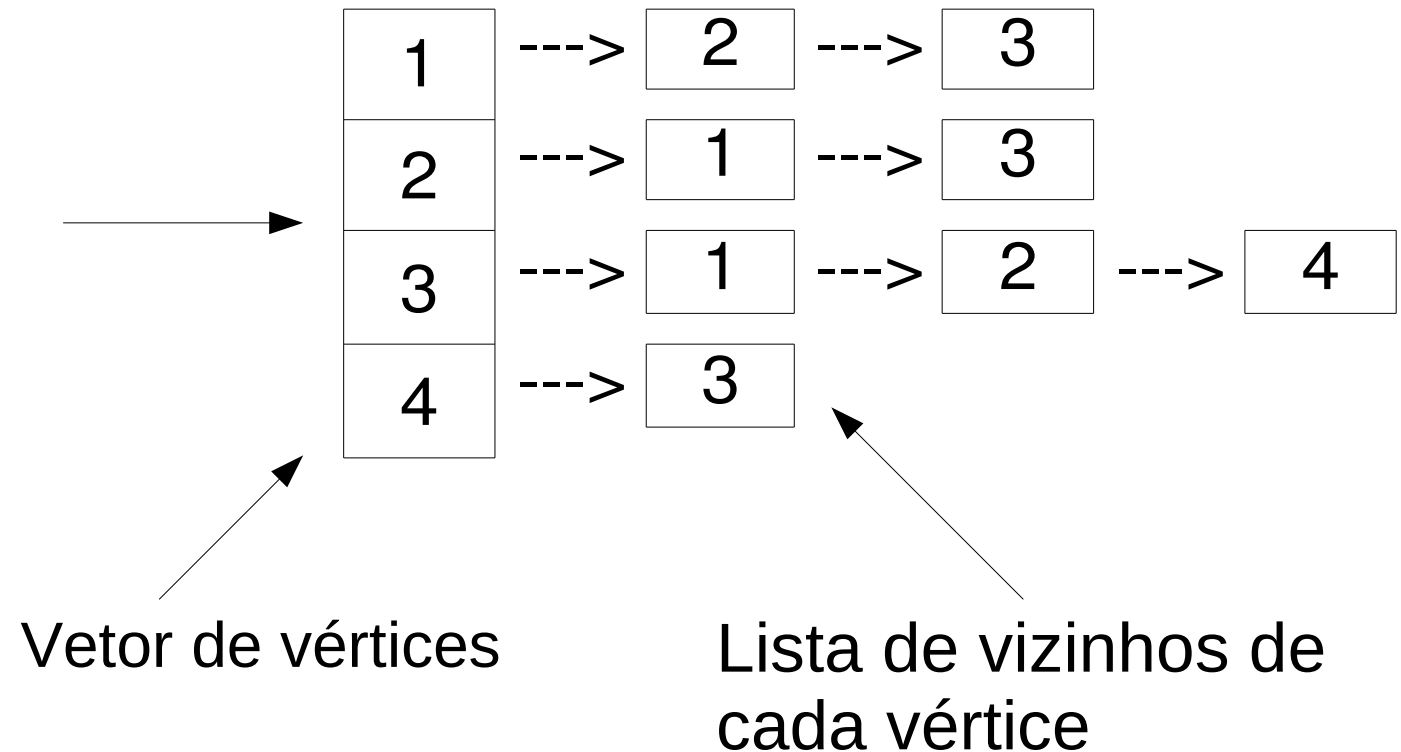 1 ---> 2 ---> 3
2 ---> 1 ---> 3
3 ---> 1 ---> 2 ---> 4
4 ---> 3
Vetor de vértices
Lista de vizinhos de
cada vértice